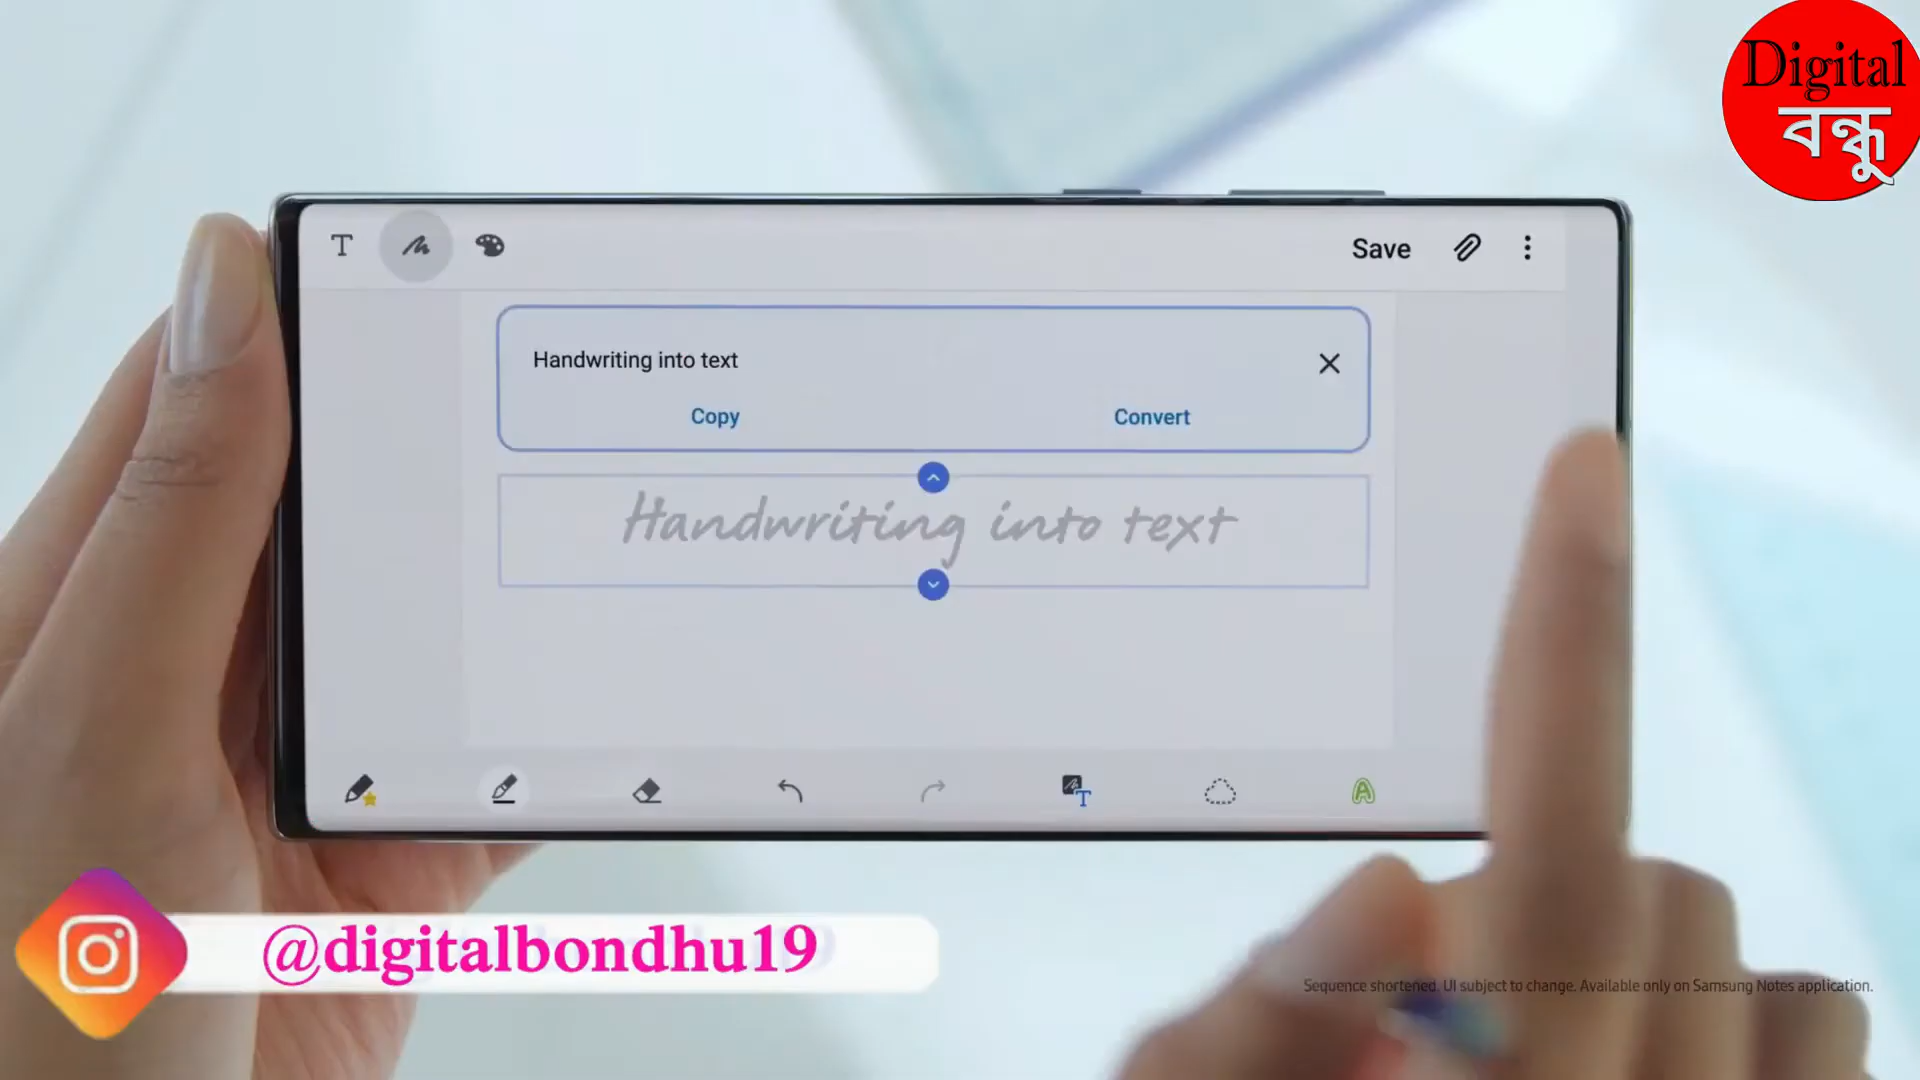 Digital
বন্ধু
T
Save
Handwriting into text
Copy
Convert
Handwriting into text
T
A
@digitalbondhu19
Sequence shortened. UI subject to change. Available only on Samsung Notes application.